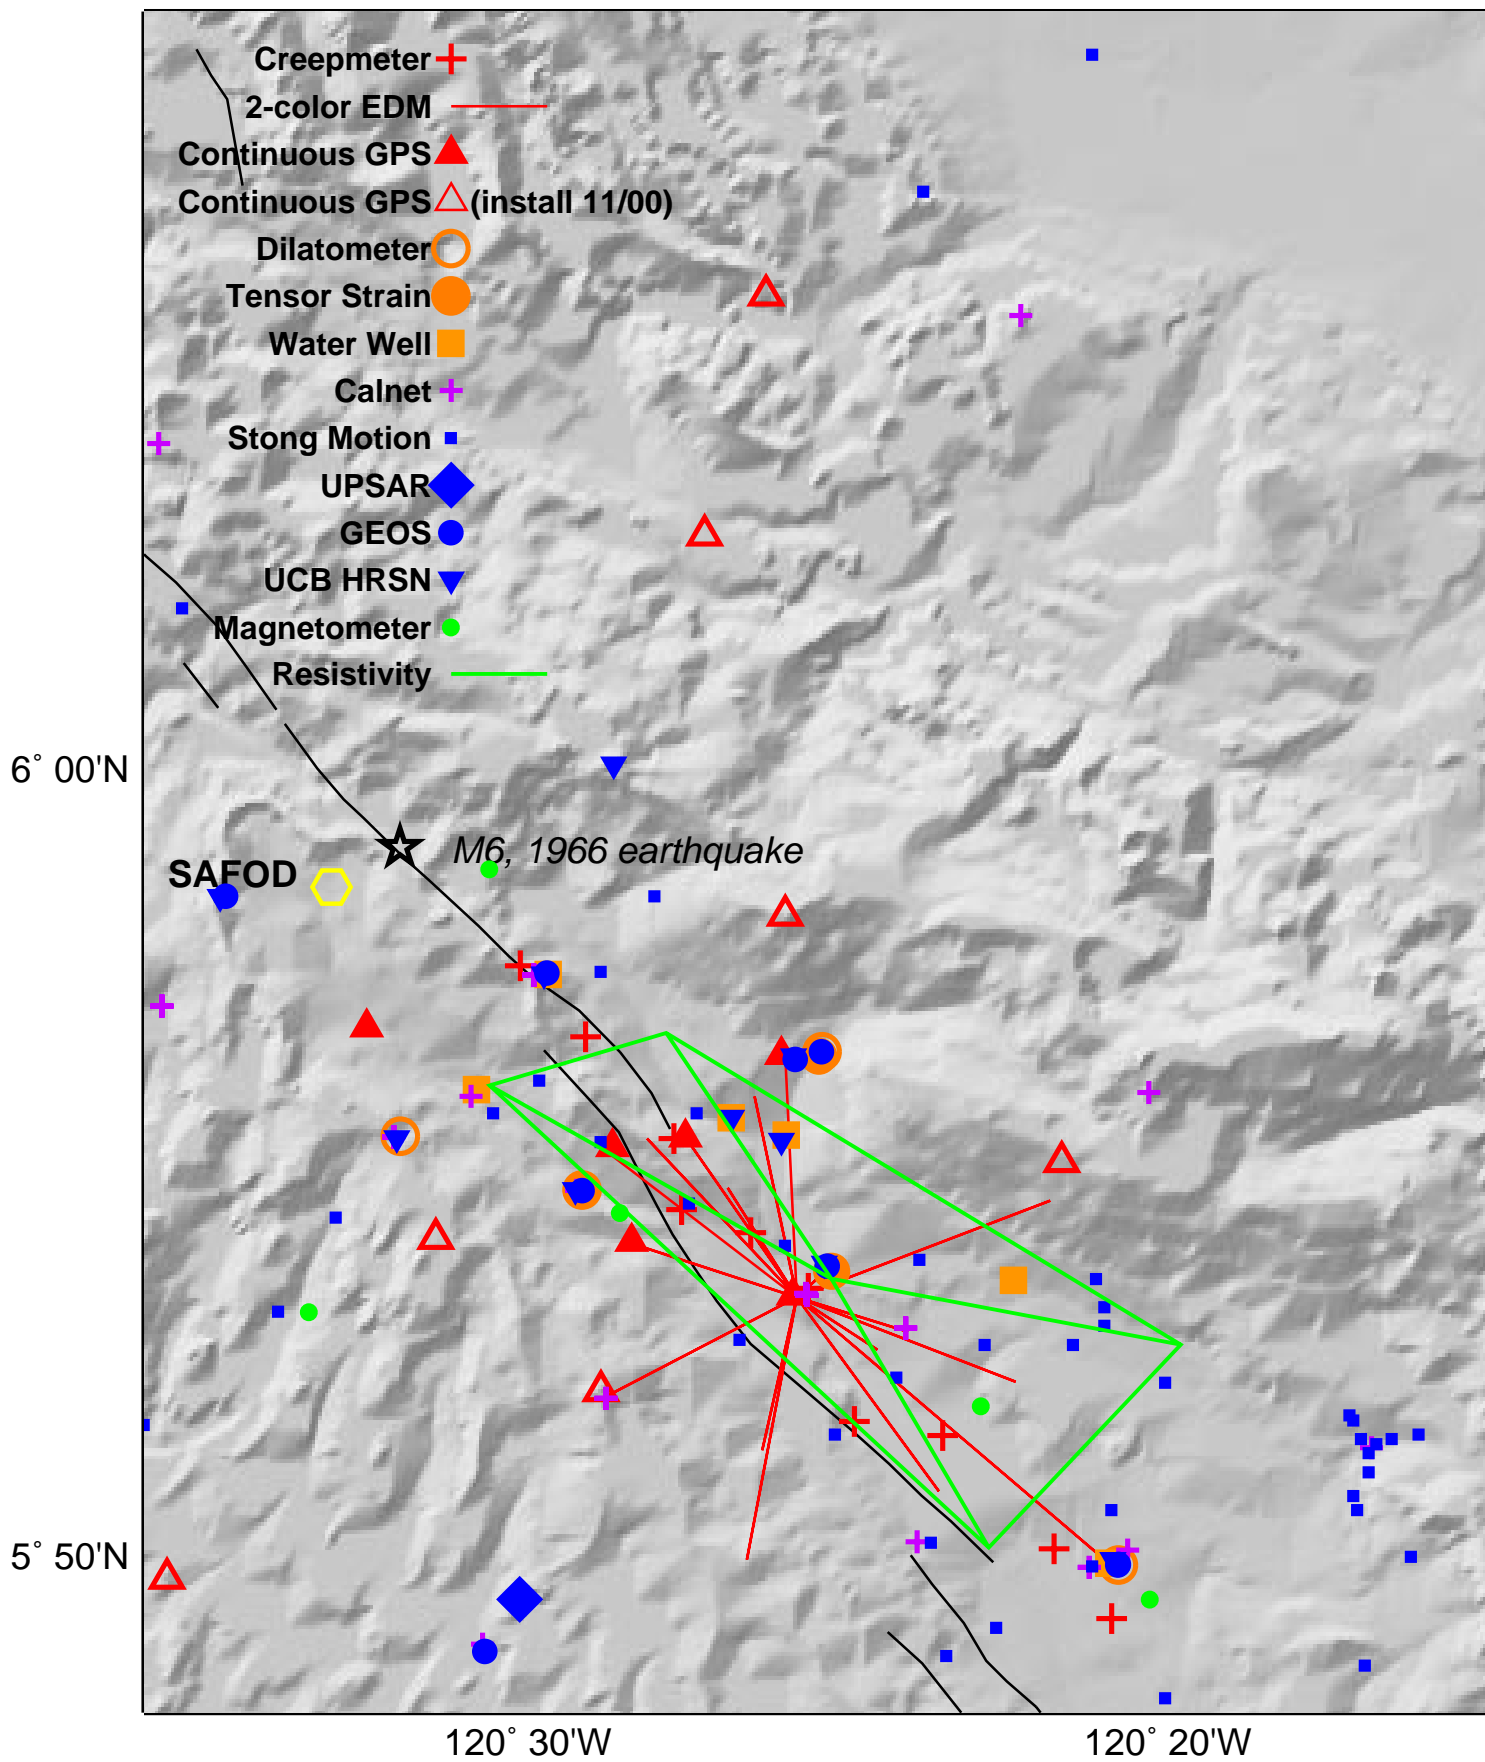 Creepmeter
2-color EDM
Continuous GPS
Continuous GPS (install 11/00)
Dilatometer
Tensor Strain
Water Well
Calnet
Stong Motion
UPSAR
GEOS
UCB HRSN
Magnetometer
Resistivity
6° 00'N
M6, 1966 earthquake
SAFOD
5° 50'N
120° 30'W 120° 20'W